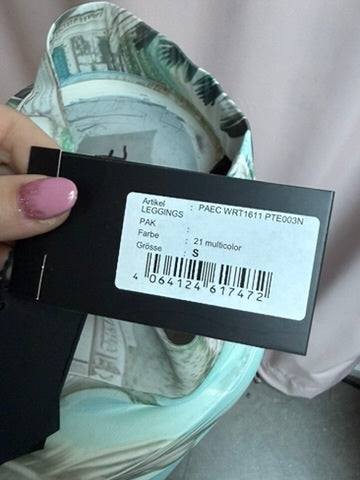 Artikel : PAEC WRT1611 PTE003N
LEGGINGS
PAK :
Farbe : 21 multicolor
Grösse : S
4 064124 617472